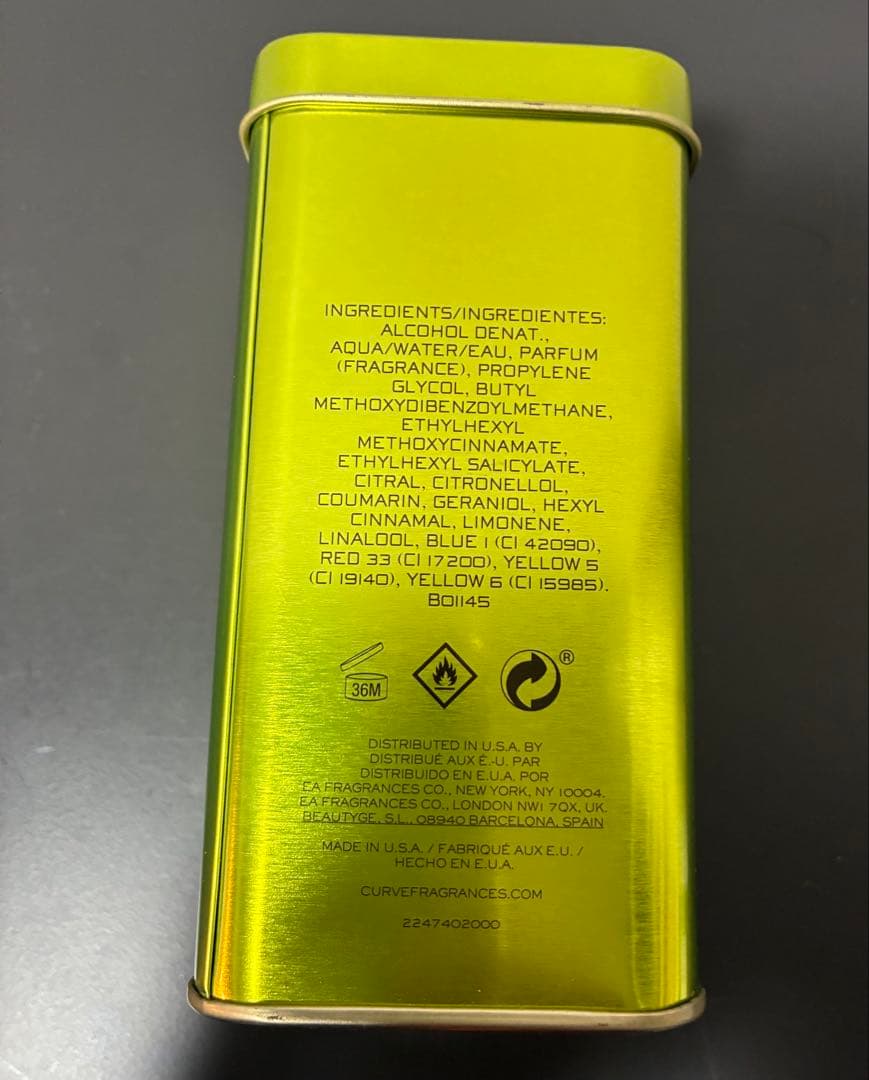 INGREDIENTS/INGREDIENTES:
ALCOHOL DENAT.,
AQUA/WATER/EAU, PARFUM
(FRAGRANCE), PROPYLENE
GLYCOL, BUTYL
METHOXYDIBENZOYLMETHANE,
ETHYLHEXYL
METHOXYCINNAMATE,
ETHYLHEXYL SALICYLATE,
CITRAL, CITRONELLOL,
COUMARIN, GERANIOL, HEXYL
CINNAMAL, LIMONENE,
LINALOOL, BLUE 1 (CI 42090),
RED 33 (CI 17200), YELLOW 5
(CI 19140), YELLOW 6 (CI 15985).
B01145
36M
®
DISTRIBUTED IN U.S.A. BY
DISTRIBUÉ AUX É.-U. PAR
DISTRIBUIDO EN E.U.A. POR
EA FRAGRANCES CO., NEW YORK, NY 10004.
EA FRAGRANCES CO., LONDON NW1 7QX, UK.
BEAUTYGE, S.L., 08940 BARCELONA, SPAIN
MADE IN U.S.A. / FABRIQUÉ AUX E.U. /
HECHO EN E.U.A.
CURVEFRAGRANCES.COM
2247402000